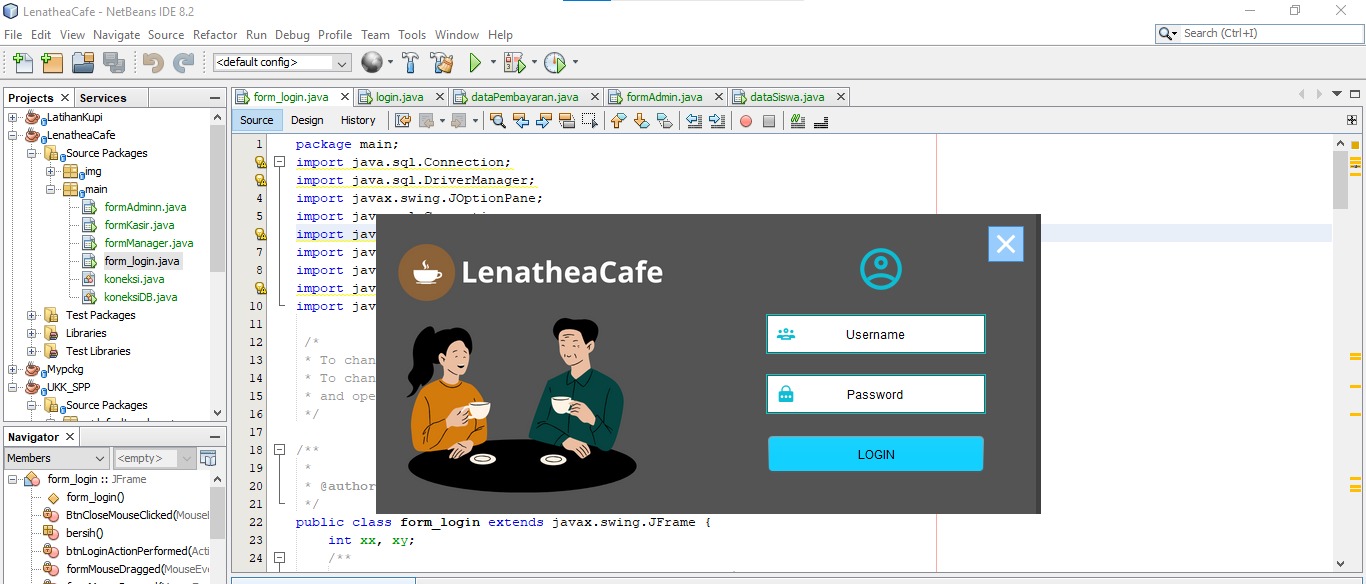 LenatheaCafe - NetBeans IDE 8.2
File Edit View Navigate Source Refactor Run Debug Profile Team Tools Window Help
Search (Ctrl+I)
<default config>
Projects Services
LatihanKupi
LenatheaCafe
Source Packages
img
main
formAdminn.java
formKasir.java
formManager.java
form_login.java
koneksi.java
koneksiDB.java
Test Packages
Libraries
Test Libraries
Mypckg
UKK_SPP
Source Packages
Navigator
Members <empty>
form_login :: JFrame
form_login()
BtnCloseMouseClicked(Mouse
bersih()
btnLoginActionPerformed(Acti
formMouseDragged(MouseEv
form_login.java login.java dataPembayaran.java formAdmin.java dataSiswa.java
Source Design History
1 package main;
import java.sql.Connection;
import java.sql.DriverManager;
4 import javax.swing.JOptionPane;
5 import jav
import jav
7 import jav
8 import jav
import jav
10 import jav
11
12 /*
13 * To chan
14 * To chan
15 * and ope
16 */
17
18 /**
19 *
20 * @author
21 */
22 public class form_login extends javax.swing.JFrame {
23 int xx, xy;
24 /**
LenatheaCafe
Username
Password
LOGIN